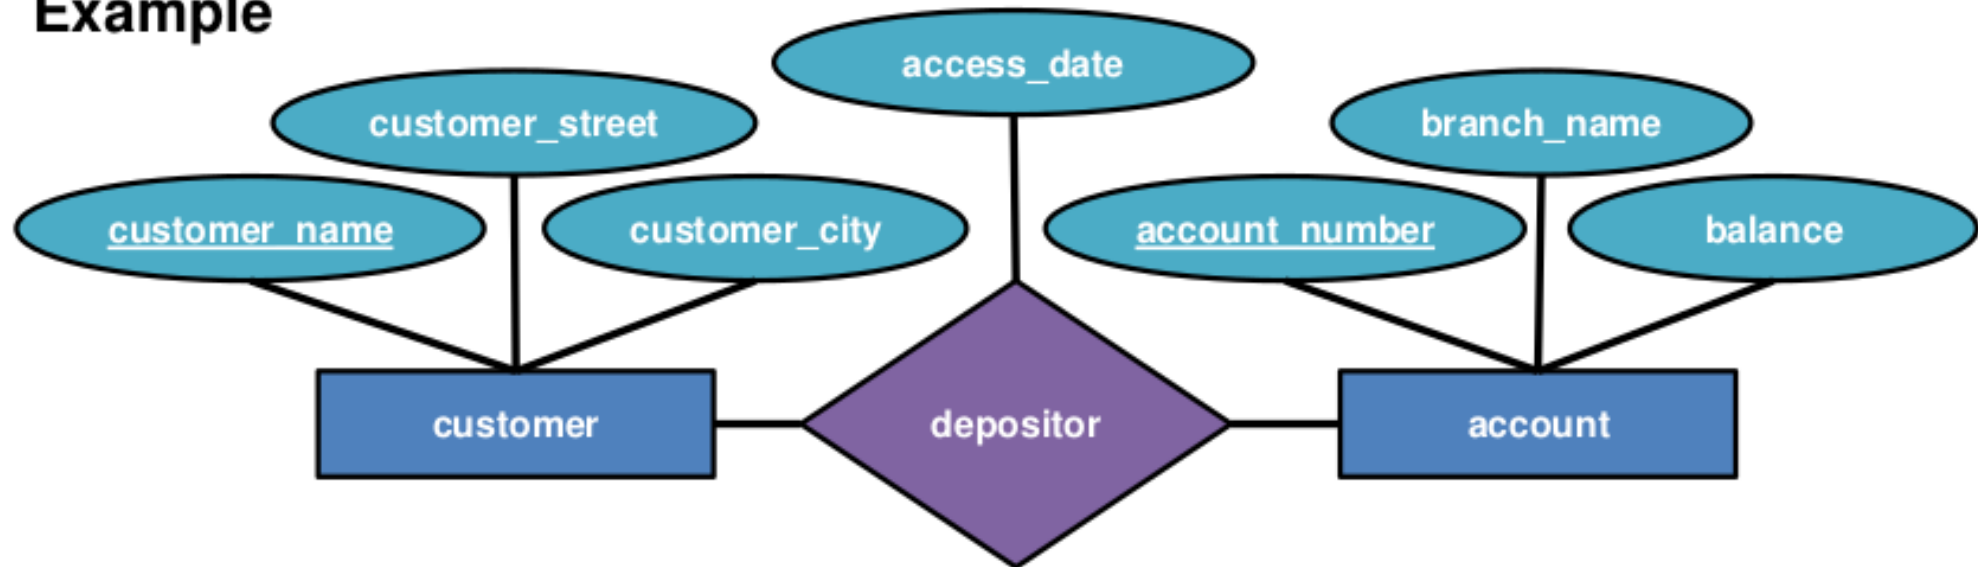 Example
access_date
customer_street
branch_name
customer_name
customer_city
account_number
balance
customer
depositor
account